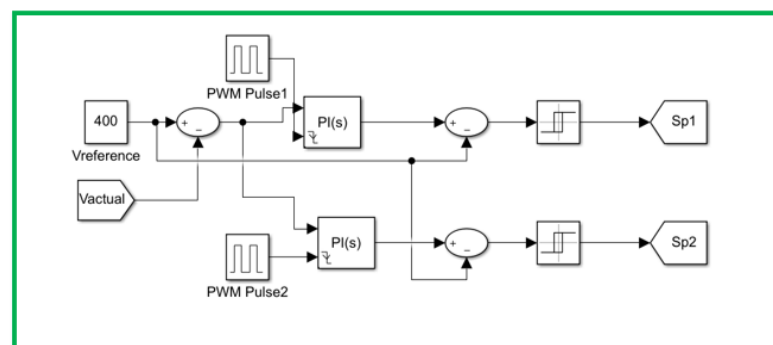 PWM Pulse1
400
PI(s)
Sp1
Vreference
Vactual
PI(s)
Sp2
PWM Pulse2